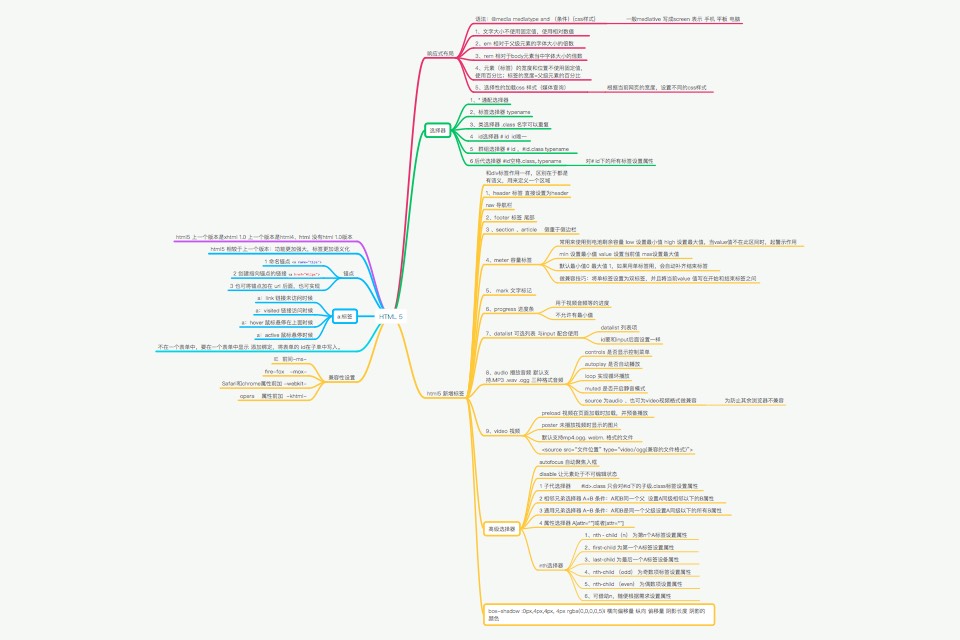 HTML 5
响应式布局
语法：@media mediatype and （条件）{css样式}
一般mediative 写成screen 表示 手机 平板 电脑
1、文字大小不使用固定值，使用相对数值
2、em 相对于父级元素的字体大小的倍数
3、rem 相对于body元素当中字体大小的倍数
4、元素（标签）的宽度和位置不使用固定值，
使用百分比；标签的宽度=父级元素的百分比
5、选择性的加载css 样式（媒体查询）
根据当前网页的宽度，设置不同的css样式
选择器
1、* 通配选择器
2、标签选择器 typename
3、类选择器 .class 名字可以重复
4 id选择器 # id id唯一
5 群组选择器 # id ，#id.class typename
6 后代选择器 #id空格.class,.typename
对# id下的所有标签设置属性
html5 新增标签
和div标签作用一样，区别在于都是
有语义，用来定义一个区域
1、header 标签 直接设置为header
nav 导航栏
2、footer 标签 底部
3 、section 、article 侧重于侧边栏
4、meter 容量标签
常用来使用到电池剩余容量 low 设置最小值 high 设置最大值，当value值不在此区间时，起警示作用
min 设置最小值 value 设置当前值 max设置最大值
默认最小值0 最大值 1，如果用单标签用，会自动补齐结束标签
做兼容技巧：将单标签设置为双标签，并且将当前value 值写在开始和结束标签之间
5、 mark 文字标记
6、progress 进度条
用于视频音频等的进度
不允许有最小值
7、datalist 可选列表 与input 配合使用
datalist 列表项
id要和input后面设置一样
8、audio 播放音频 默认支
持.MP3 .wav .ogg 三种格式音频
controls 是否显示控制菜单
autoplay 是否自动播放
loop 实现循环播放
muted 是否开启静音模式
source 为audio ，也可为video视频格式做兼容
为防止其余浏览器不兼容
9、video 视频
preload 视频在页面加载时加载，并预备播放
poster 未播放视频时显示的图片
默认支持mp4.ogg. webm. 格式的文件
<source src="文件位置" type="video/ogg(兼容的文件格式)">
高级选择器
autofocus 自动聚焦人框
disable 让元素处于不可编辑状态
1 子代选择器 #id>.class 只会对#id下的子级.class标签设置属性
2 相邻兄弟选择器 A+B 条件：A和B同一个父 设置A同级相邻以下的B属性
3 通用兄弟选择器 A~B 条件：A和B是同一个父级设置A同级以下的所有B属性
4 属性选择器 A[attr=""]或者[attr=""]
nth选择器
1、nth - child（n） 为第n个A标签设置属性
2、first-child 为第一个A标签设置属性
3、last-child 为最后一个A标签设备属性
4、nth-child （odd） 为奇数项标签设置属性
5、nth-child （even） 为偶数项设置属性
6、可借助n，随便根据需求设置属性
box-shadow :0px,4px,4px, 4px rgba(0,0,0,0,5)i 横向偏移量 纵向 偏移量 阴影长度 阴影的
颜色
html5 上一个版本是xhtml 1.0 上一个版本是html4、html 没有html 1.0版本
html5 相较于上一个版本：功能更加强大，标签更加语义化
a 标签
锚点
1 命名锚点
2 创建指向锚点的链接
3 也可将锚点加在 url 后面，也可实现
a：link 链接未访问时候
a：visited 链接访问时候
a：hover 鼠标悬停在上面时候
a：active 鼠标悬停时候
不在一个表单中，要在一个表单中显示 添加绑定，将表单的 id在子单中写入。
兼容性设置
IE 前间-ms-
fire-fox -mox-
Safari和chrome属性前加 -webkit-
opera 属性前加 -khtml-